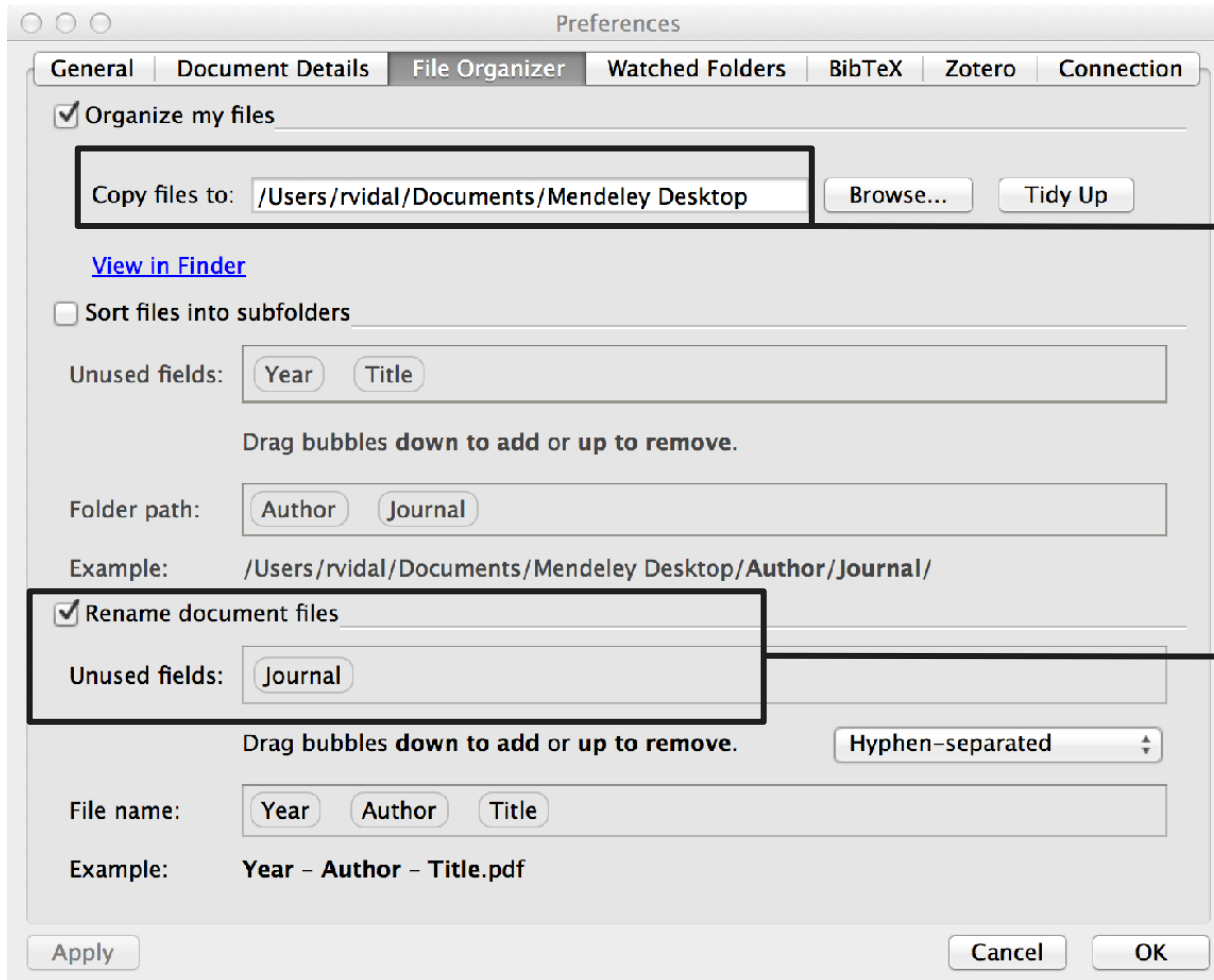 Preferences
General Document Details File Organizer Watched Folders BibTeX Zotero Connection
Organize my files
Copy files to: /Users/rvidal/Documents/Mendeley Desktop Browse... Tidy Up
View in Finder
Sort files into subfolders
Unused fields: Year Title
Drag bubbles down to add or up to remove.
Folder path: Author Journal
Example: /Users/rvidal/Documents/Mendeley Desktop/Author/Journal/
Rename document files
Unused fields: Journal
Drag bubbles down to add or up to remove. Hyphen-separated
File name: Year Author Title
Example: Year – Author – Title.pdf
Apply Cancel OK